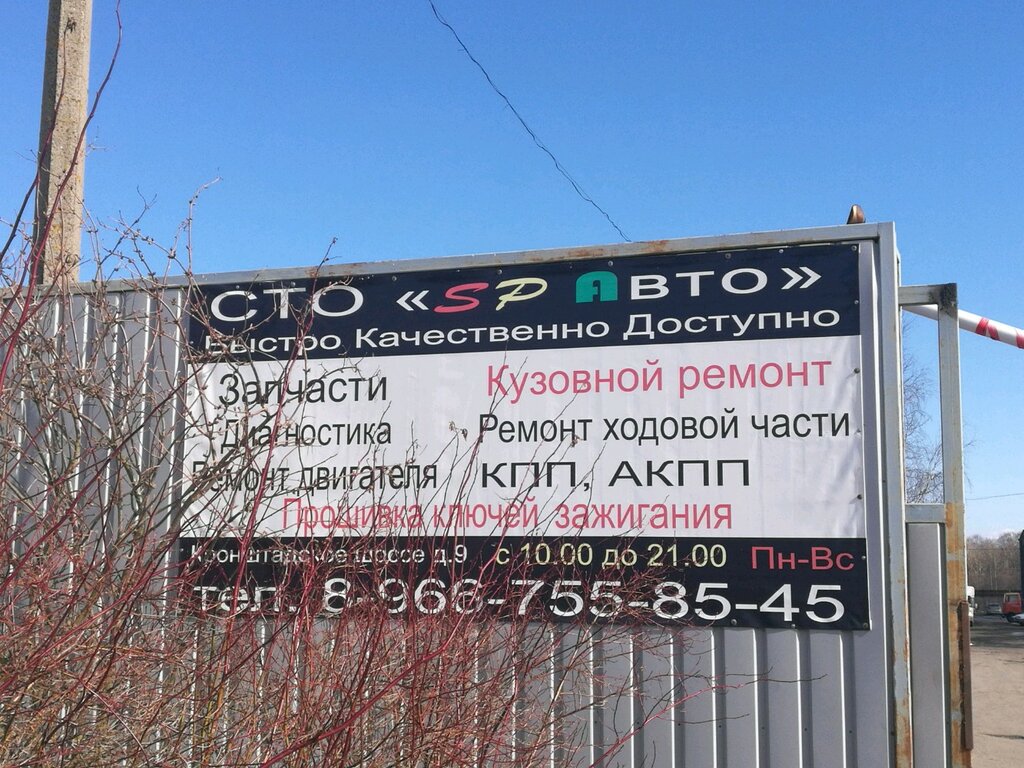 СТО «SP Авто»
Быстро Качественно Доступно
Запчасти Кузовной ремонт
Диагностика Ремонт ходовой части
Ремонт двигателя КПП, АКПП
Прошивка ключей зажигания
Кронштадское шоссе д.9 с 10.00 до 21.00 Пн-Вс
тел. 8-966-755-85-45